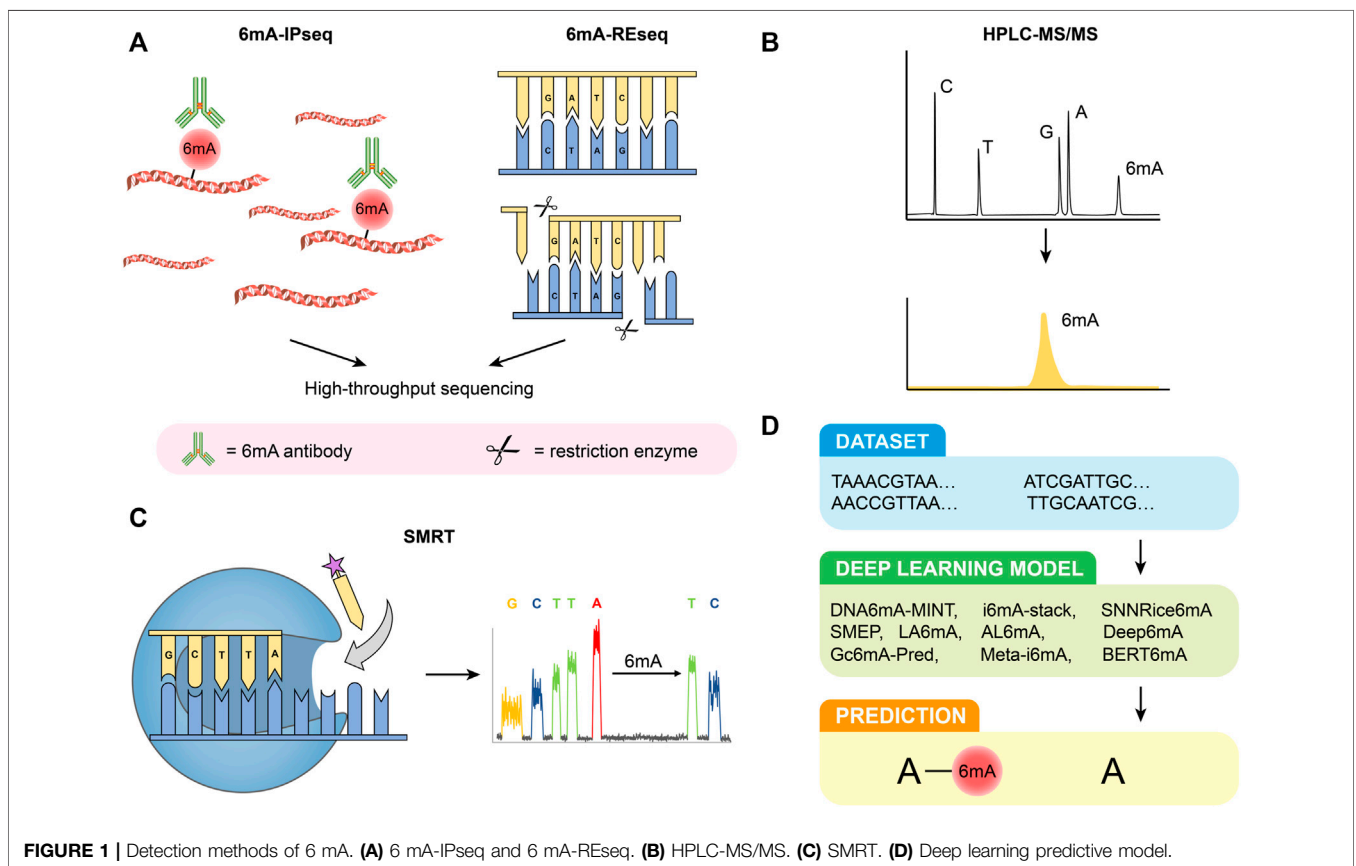 A
6mA-IPseq
6mA-REseq
6mA
6mA
G A T C
C T A G
G A T C
C T A G
High-throughput sequencing
= 6mA antibody
= restriction enzyme
B
HPLC-MS/MS
C
T
G
A
6mA
6mA
C
SMRT
G C T T A
G C T T A
6mA
T C
D
DATASET
TAAACGTAA… ATCGATTGC…
AACCGTTAA… TTGCAATCG…
DEEP LEARNING MODEL
DNA6mA-MINT, i6mA-stack, SNNRice6mA
SMEP, LA6mA, AL6mA, Deep6mA
Gc6mA-Pred, Meta-i6mA, BERT6mA
PREDICTION
A 6mA A
FIGURE 1 | Detection methods of 6 mA. (A) 6 mA-IPseq and 6 mA-REseq. (B) HPLC-MS/MS. (C) SMRT. (D) Deep learning predictive model.